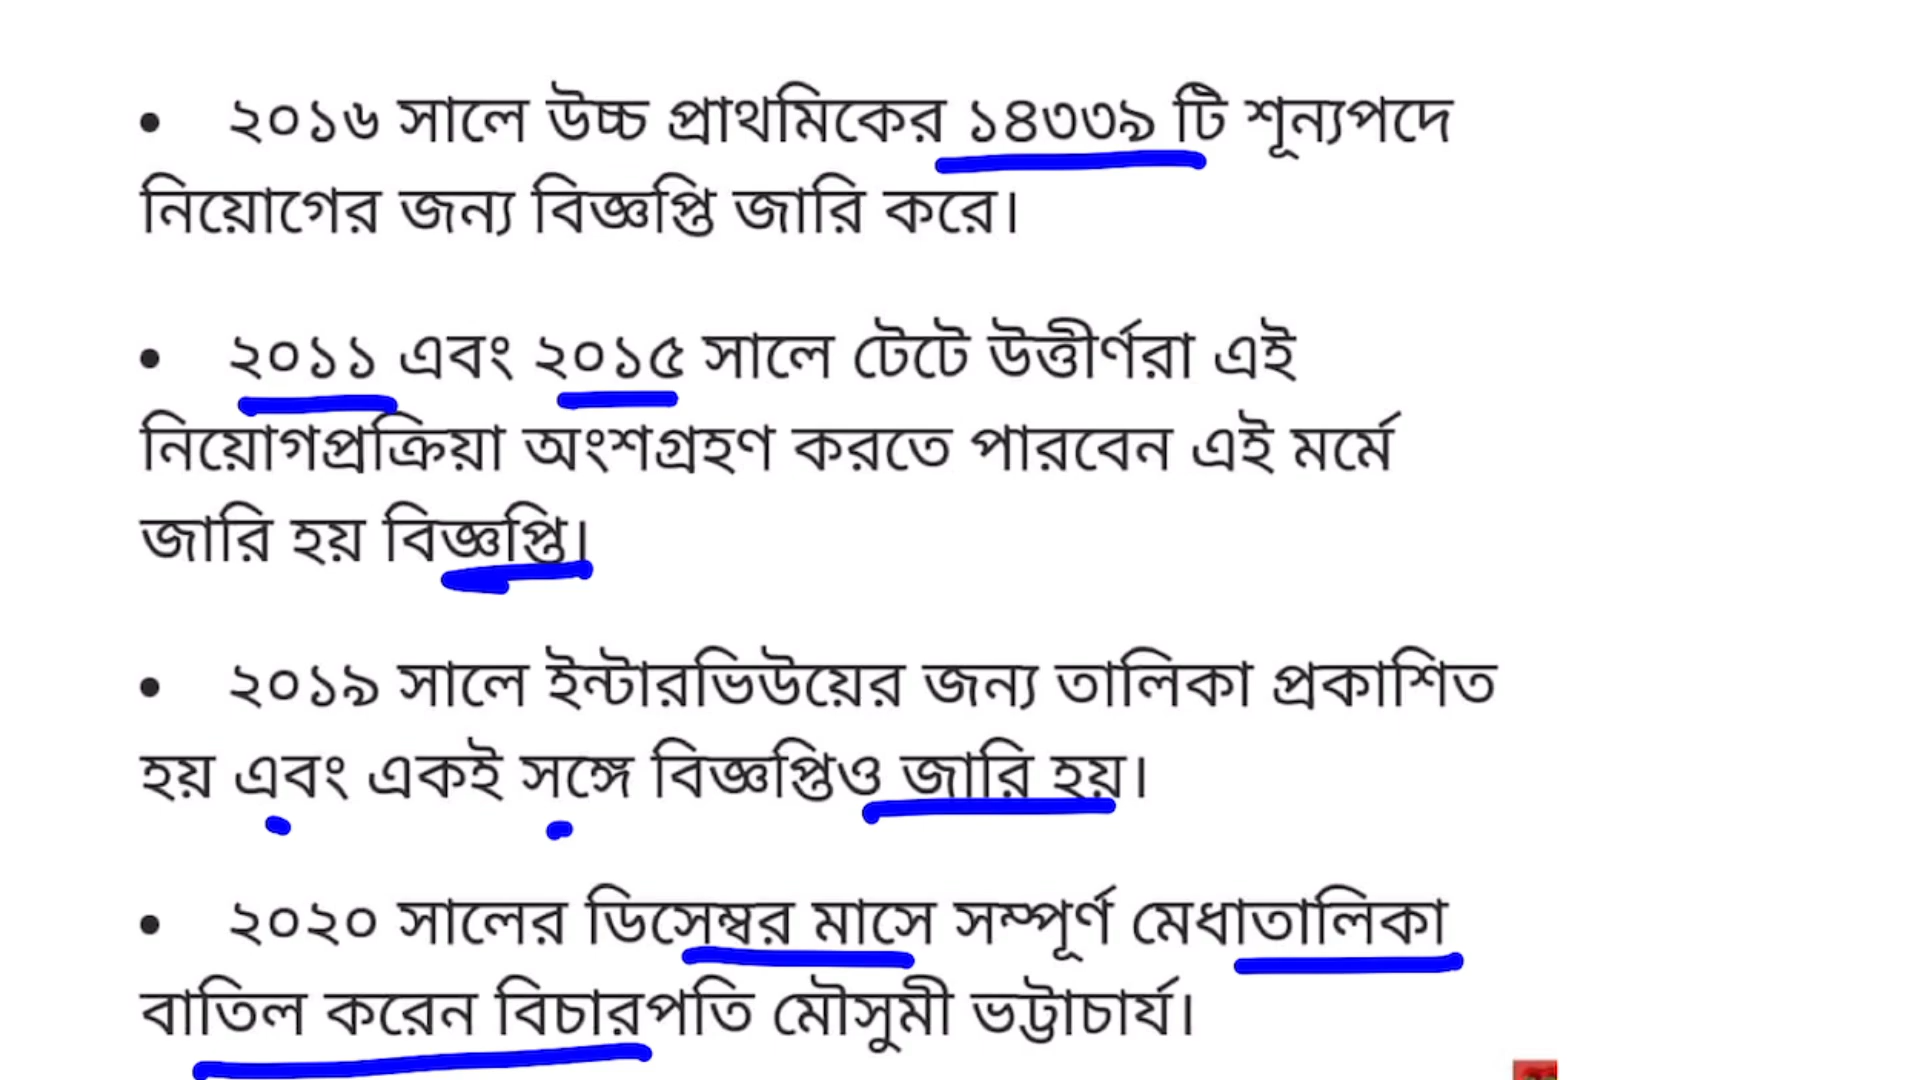 • ২০১৬ সালে উচ্চ প্রাথমিকের ১৪৩৩৯ টি শূন্যপদে
নিয়োগের জন্য বিজ্ঞপ্তি জারি করে।
• ২০১১ এবং ২০১৫ সালে টেটে উত্তীর্ণরা এই
নিয়োগপ্রক্রিয়া অংশগ্রহণ করতে পারবেন এই মর্মে
জারি হয় বিজ্ঞপ্তি।
• ২০১৯ সালে ইন্টারভিউয়ের জন্য তালিকা প্রকাশিত
হয় এবং একই সঙ্গে বিজ্ঞপ্তিও জারি হয়।
• ২০২০ সালের ডিসেম্বর মাসে সম্পূর্ণ মেধাতালিকা
বাতিল করেন বিচারপতি মৌসুমী ভট্টাচার্য।